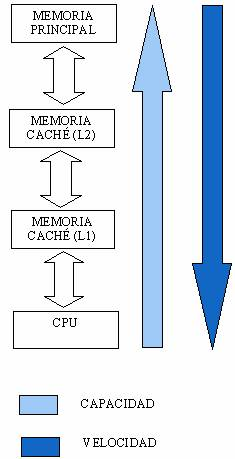 MEMORIA
PRINCIPAL
MEMORIA
CACHÉ (L2)
MEMORIA
CACHÉ (L1)
CPU
CAPACIDAD
VELOCIDAD